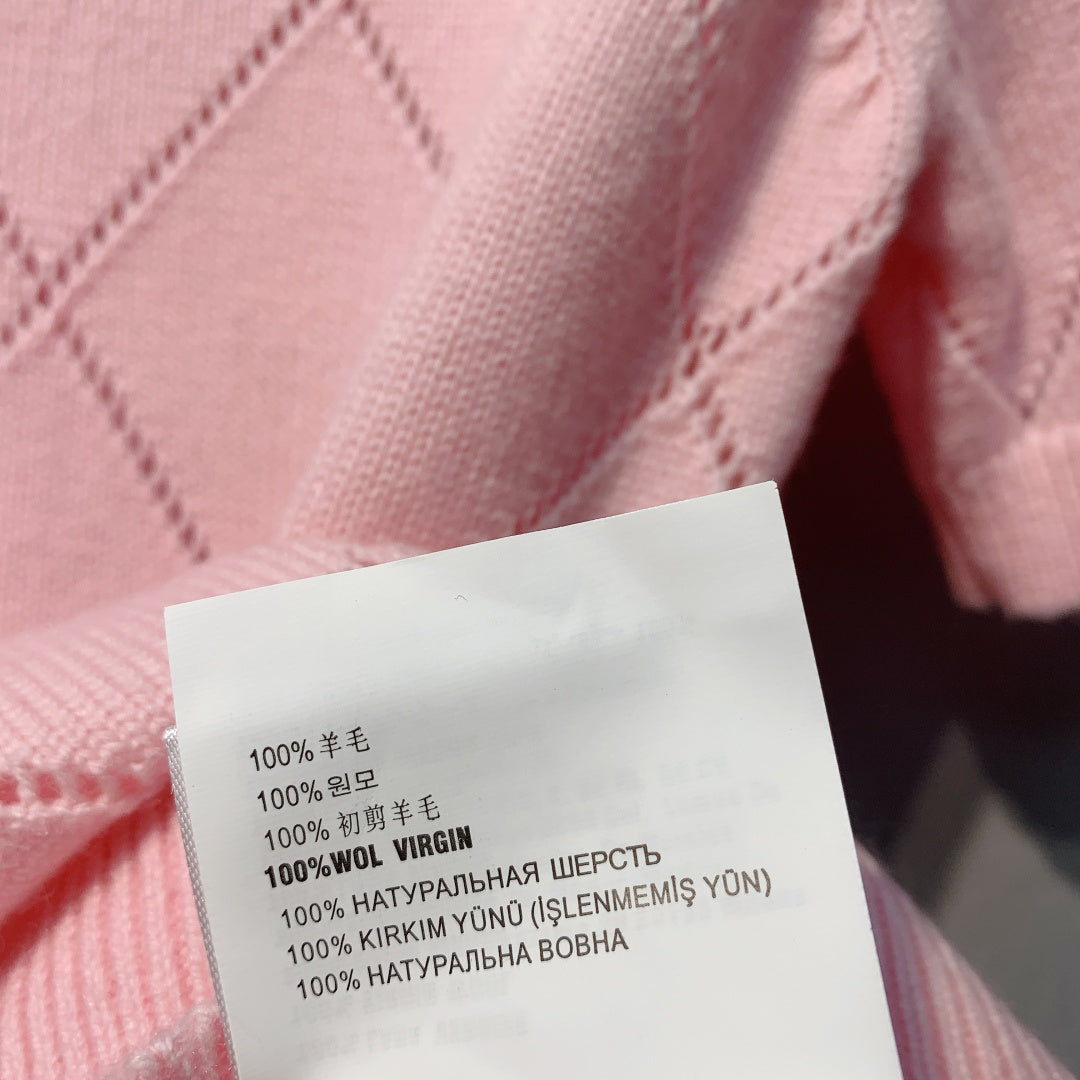 100%羊毛
100%원모
100% 初剪羊毛
100%WOL VIRGIN
100% НАТУРАЛЬНАЯ ШЕРСТЬ
100% KIRKIM YÜNÜ (İŞLENMEMİŞ YÜN)
100% НАТУРАЛЬНА ВОВНА